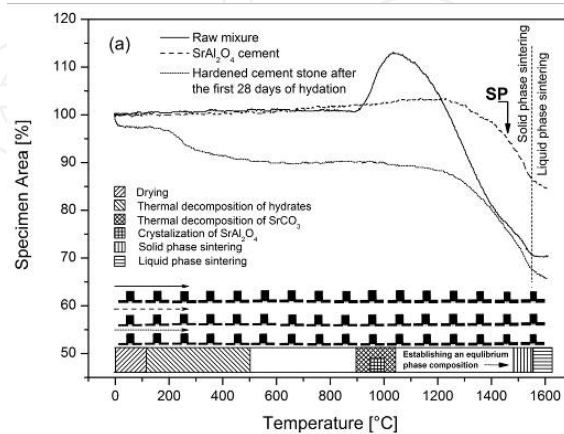 (a)
Raw mixture
SrAl2O4 cement
Hardened cement stone after
the first 28 days of hydation
SP
Solid phase sintering
Liquid phase sintering
Drying
Thermal decomposition of hydrates
Thermal decomposition of SrCO3
Crystalization of SrAl2O4
Solid phase sintering
Liquid phase sintering
Establishing an equlibrium
phase composition
Specimen Area [%]
120
110
100
90
80
70
60
50
0 200 400 600 800 1000 1200 1400 1600
Temperature [°C]